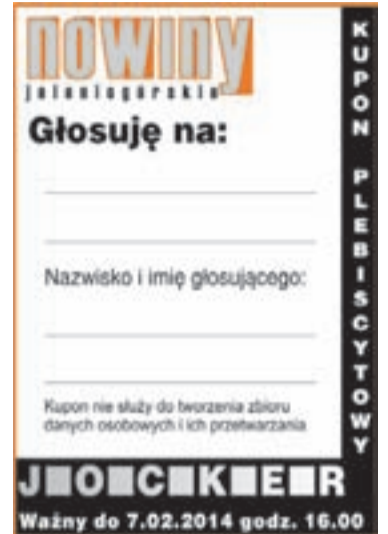 nowiny
jeleniogórskie
Głosuję na:
Nazwisko i imię głosującego:
Kupon nie służy do tworzenia zbioru
danych osobowych i ich przetwarzania
JOCKER
Ważny do 7.02.2014 godz. 16.00
KUPON PLEBISCYTOWY